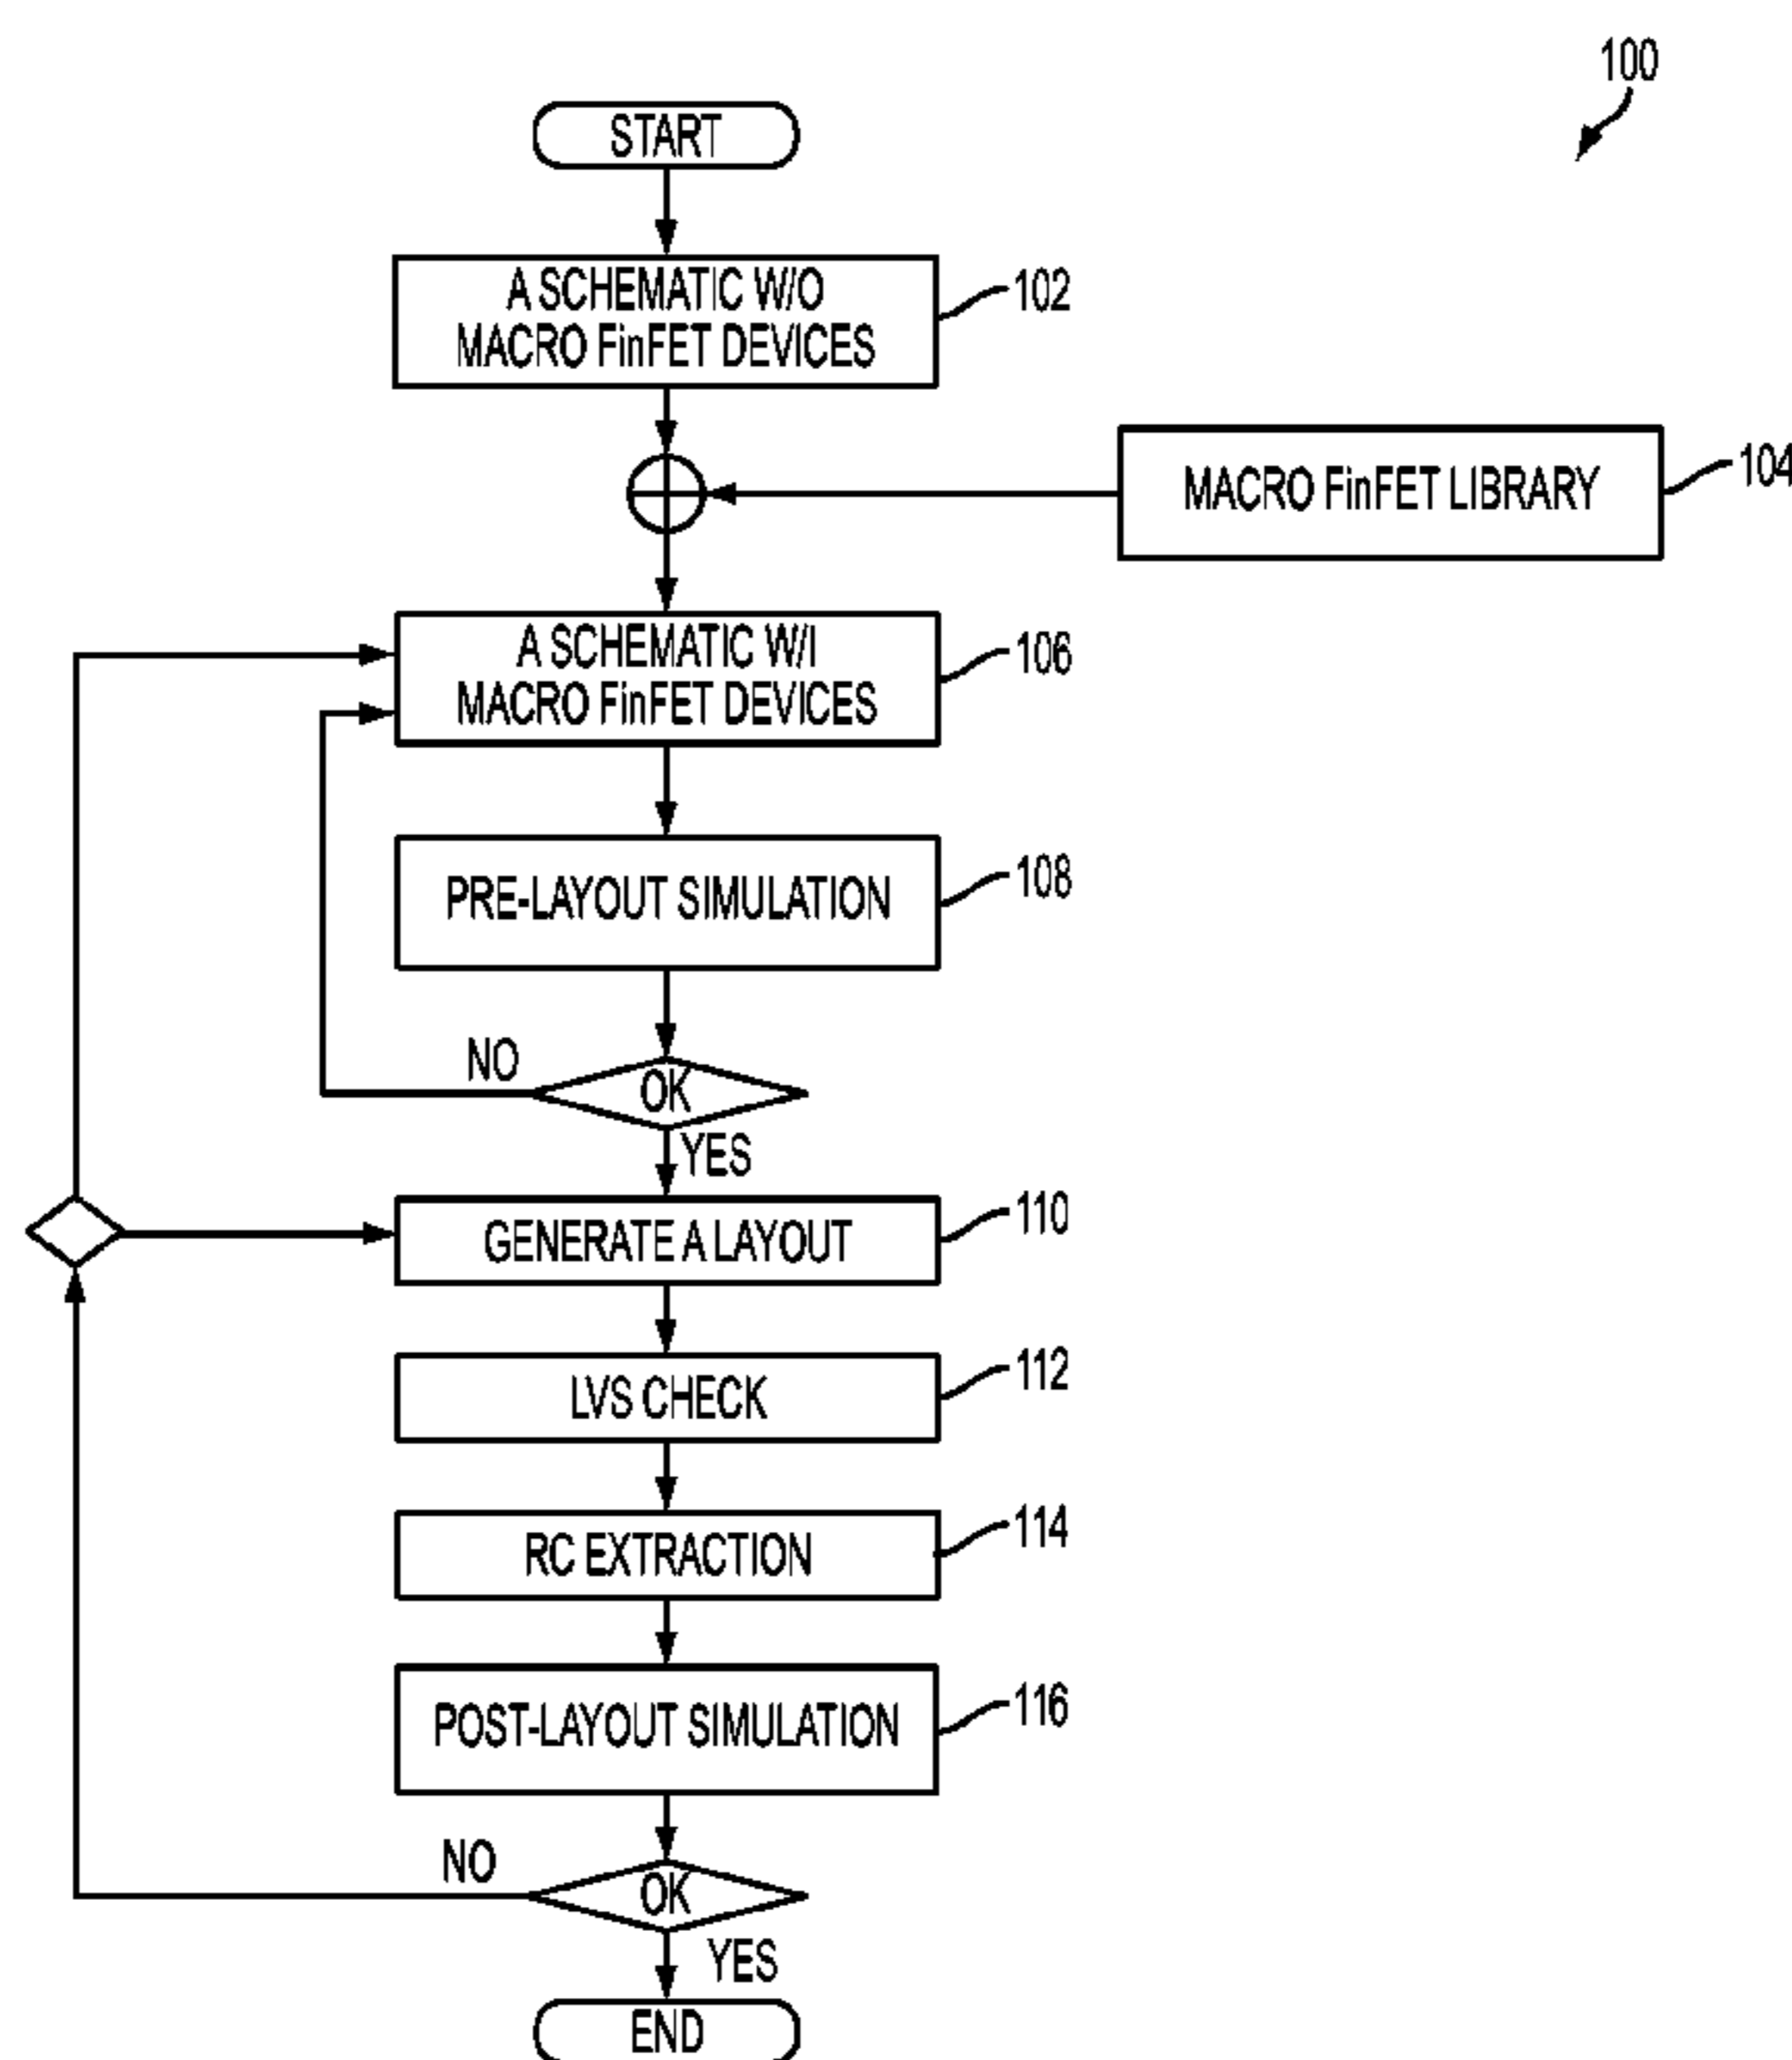 100
START
A SCHEMATIC W/O
MACRO FinFET DEVICES
102
MACRO FinFET LIBRARY
104
A SCHEMATIC W/I
MACRO FinFET DEVICES
106
PRE-LAYOUT SIMULATION
108
NO
OK
YES
GENERATE A LAYOUT
110
LVS CHECK
112
RC EXTRACTION
114
POST-LAYOUT SIMULATION
116
NO
OK
YES
END